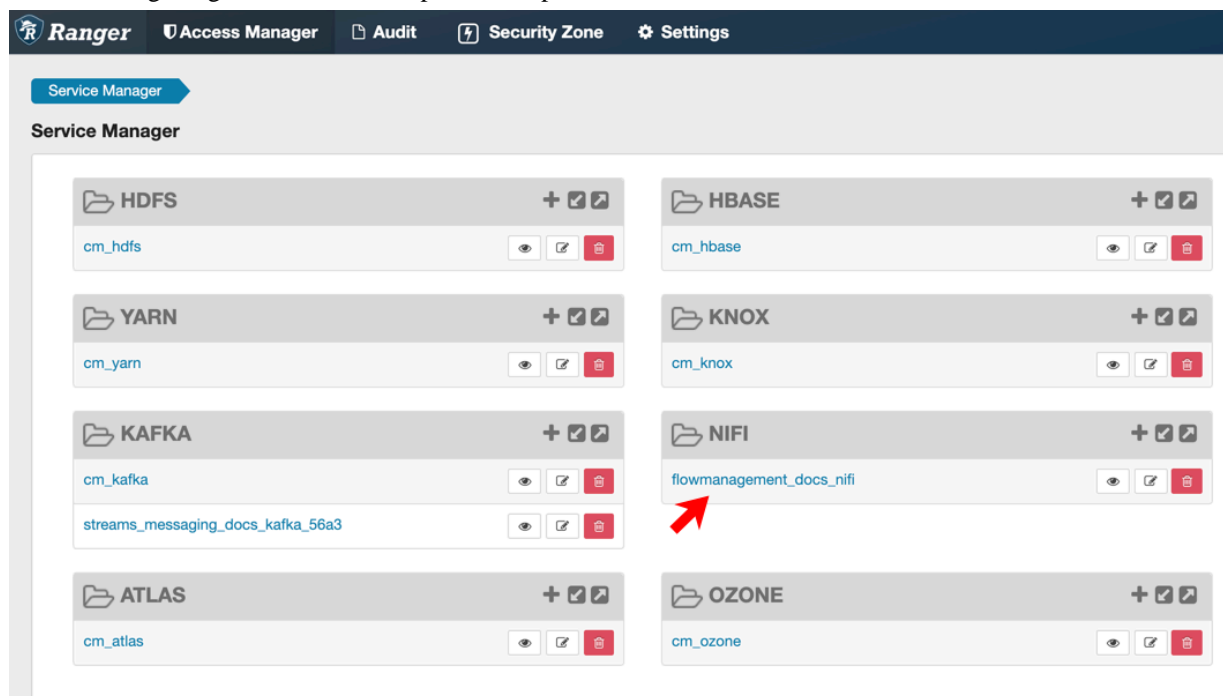 Ranger Access Manager Audit Security Zone Settings
Service Manager
Service Manager
HDFS
cm_hdfs
HBASE
cm_hbase
YARN
cm_yarn
KNOX
cm_knox
KAFKA
cm_kafka
streams_messaging_docs_kafka_56a3
NIFI
flowmanagement_docs_nifi
ATLAS
cm_atlas
OZONE
cm_ozone